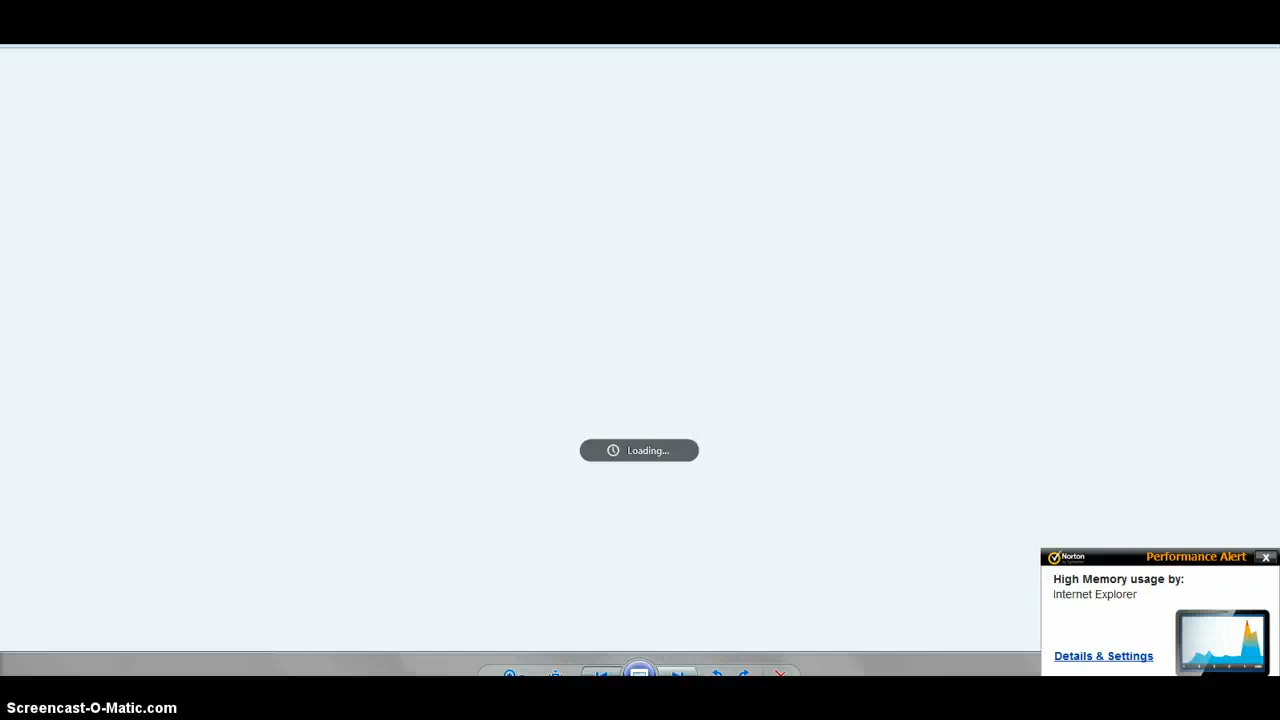 Loading...
Norton
Performance Alert
x
High Memory usage by:
Internet Explorer
Details & Settings
Screencast-O-Matic.com